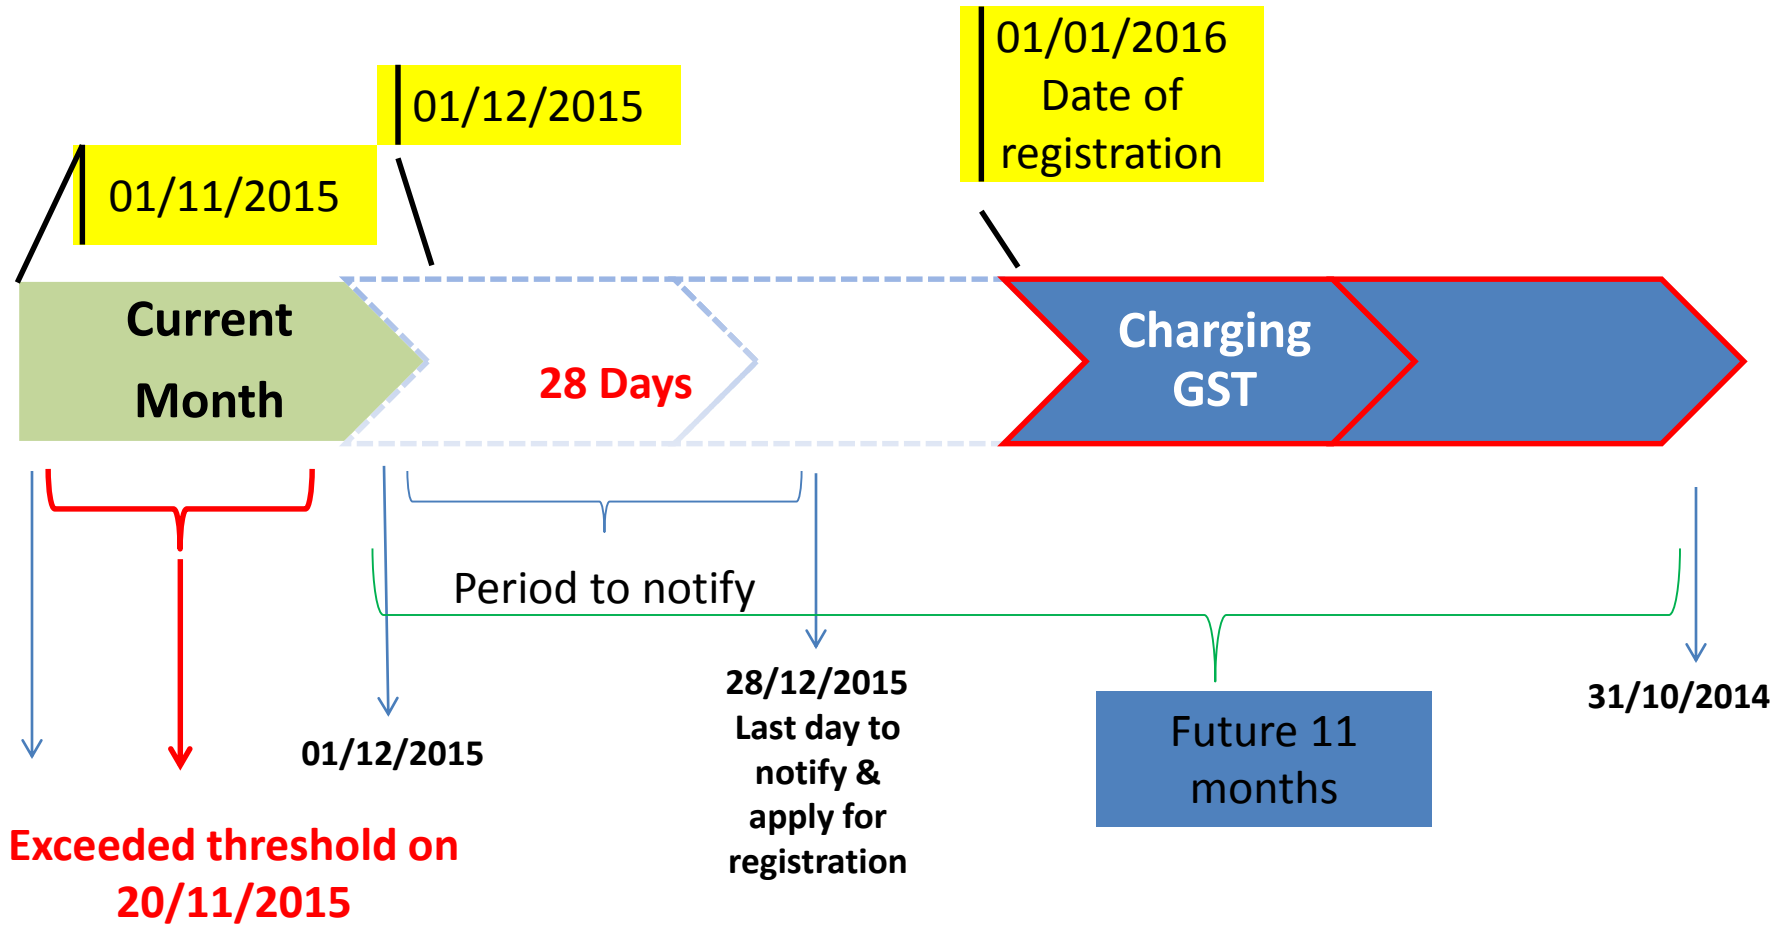 01/01/2016
Date of
registration
01/12/2015
01/11/2015
Current
Month
28 Days
Charging
GST
Period to notify
28/12/2015
Last day to
notify &
apply for
registration
31/10/2014
Future 11
months
01/12/2015
Exceeded threshold on
20/11/2015